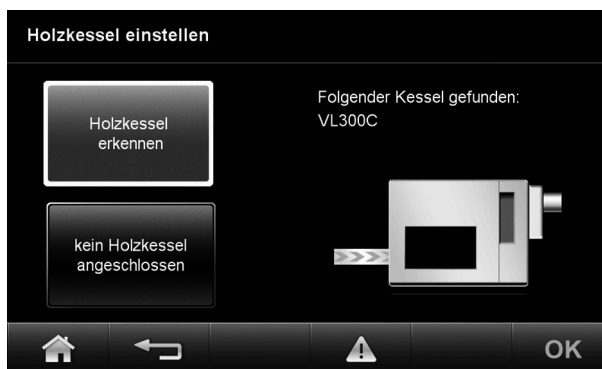 Holzkessel einstellen
Holzkessel
erkennen
Folgender Kessel gefunden:
VL300C
kein Holzkessel
angeschlossen
OK